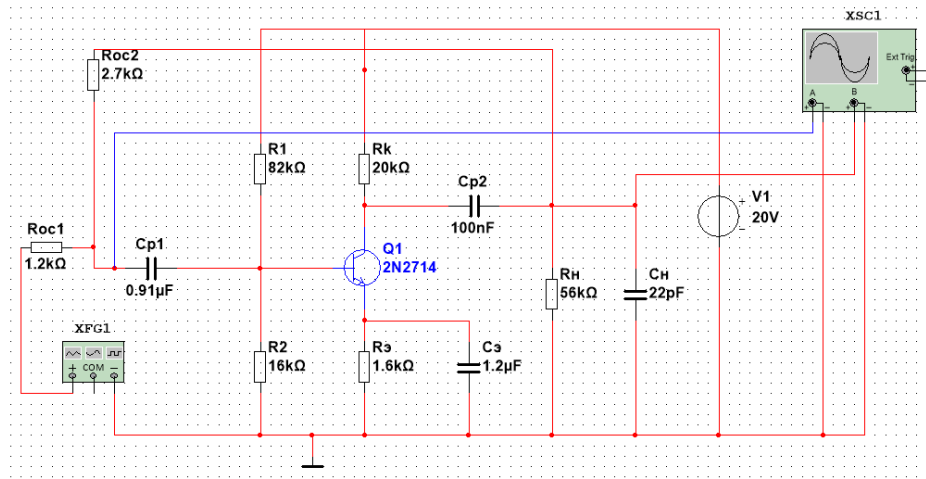 XSC1
Ext Trig
+
−
A
B
+
−
+
−
Roc2
2.7kΩ
R1
82kΩ
Rk
20kΩ
Cp2
100nF
V1
20V
+
−
Roc1
1.2kΩ
Cp1
0.91µF
Q1
2N2714
Rн
56kΩ
Cн
22pF
XFG1
COM
+
−
R2
16kΩ
Rэ
1.6kΩ
Cэ
1.2µF